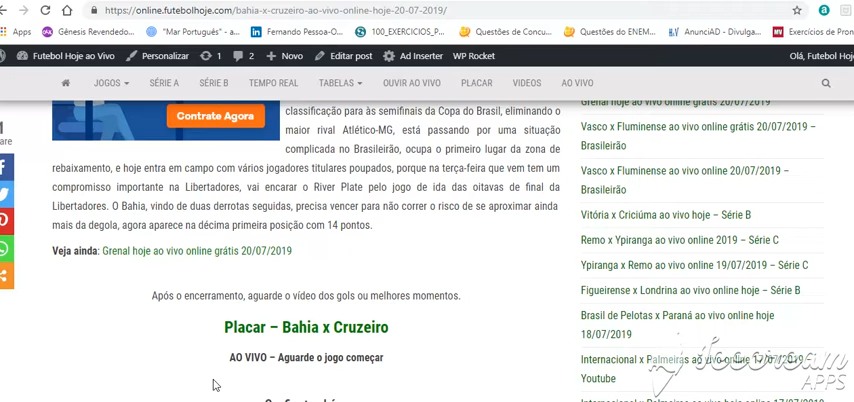 https://online.futebolhoje.com/bahia-x-cruzeiro-ao-vivo-online-hoje-20-07-2019/
Apps
Gênesis Revendedo...
"Mar Português" - a...
Fernando Pessoa-O...
100_EXERCICIOS_P...
Questões de Concu...
Questões do ENEM...
AnunciAD - Divulga...
Exercícios de Pron
Futebol Hoje ao Vivo
Personalizar
1
2
Novo
Editar post
Ad Inserter
WP Rocket
Olá, Futebol Hoje
JOGOS
SÉRIE A
SÉRIE B
TEMPO REAL
TABELAS
OUVIR AO VIVO
PLACAR
VIDEOS
AO VIVO
Contrate Agora
1
are
classificação para às semifinais da Copa do Brasil, eliminando o
maior rival Atlético-MG, está passando por uma situação
complicada no Brasileirão, ocupa o primeiro lugar da zona de
rebaixamento, e hoje entra em campo com vários jogadores titulares poupados, porque na terça-feira que vem tem um
compromisso importante na Libertadores, vai encarar o River Plate pelo jogo de ida das oitavas de final da
Libertadores. O Bahia, vindo de duas derrotas seguidas, precisa vencer para não correr o risco de se aproximar ainda
mais da degola, agora aparece na décima primeira posição com 14 pontos.
Veja ainda: Grenal hoje ao vivo online grátis 20/07/2019
Após o encerramento, aguarde o vídeo dos gols ou melhores momentos.
Placar – Bahia x Cruzeiro
AO VIVO – Aguarde o jogo começar
Grenal hoje ao vivo online grátis 20/07/2019
Vasco x Fluminense ao vivo online grátis 20/07/2019 –
Brasileirão
Vasco x Fluminense ao vivo online 20/07/2019 –
Brasileirão
Vitória x Criciúma ao vivo hoje – Série B
Remo x Ypiranga ao vivo online 2019 – Série C
Ypiranga x Remo ao vivo online 19/07/2019 – Série C
Figueirense x Londrina ao vivo online hoje – Série B
Brasil de Pelotas x Paraná ao vivo online hoje
18/07/2019
Internacional x Palmeiras ao vivo online hoje 17/07/2019 –
Youtube
icecream
APPS